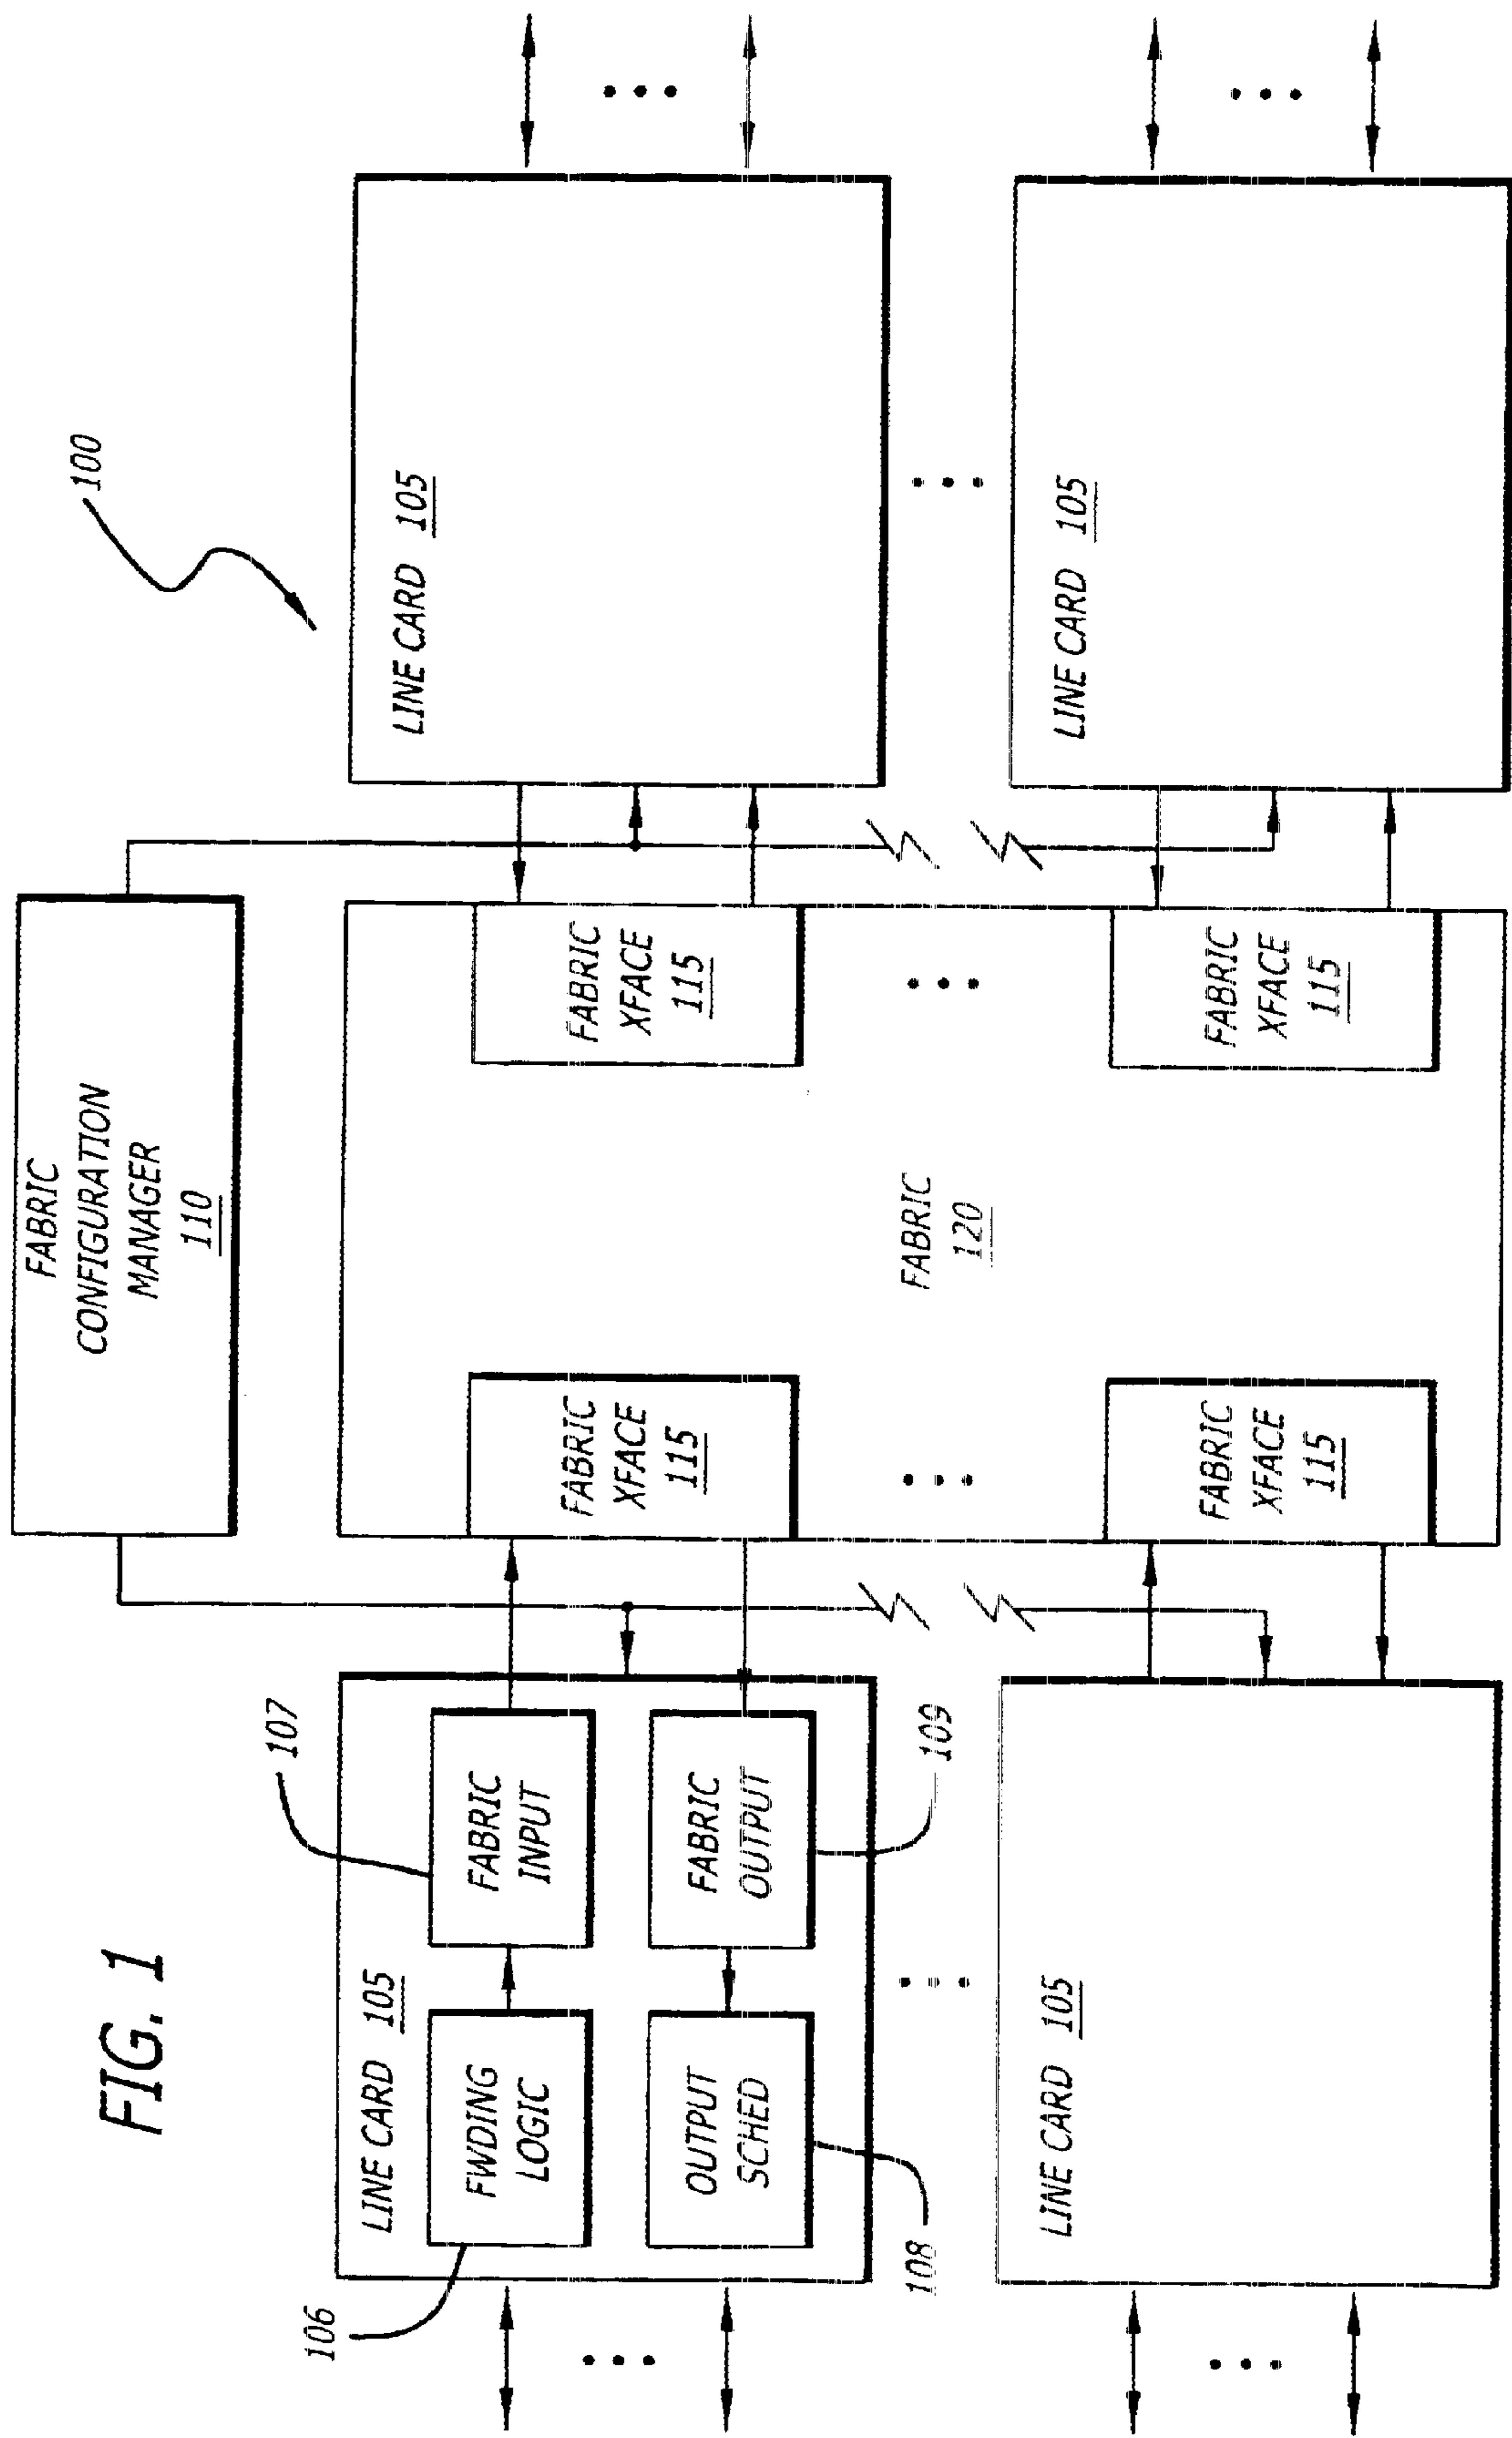 FIG. 1
100
FABRIC
CONFIGURATION
MANAGER
110
LINE CARD 105
106
FWDING
LOGIC
107
FABRIC
INPUT
108
OUTPUT
SCHED
109
FABRIC
OUTPUT
FABRIC
XFACE
115
FABRIC
XFACE
115
LINE CARD 105
FABRIC
120
LINE CARD 105
FABRIC
XFACE
115
FABRIC
XFACE
115
LINE CARD 105